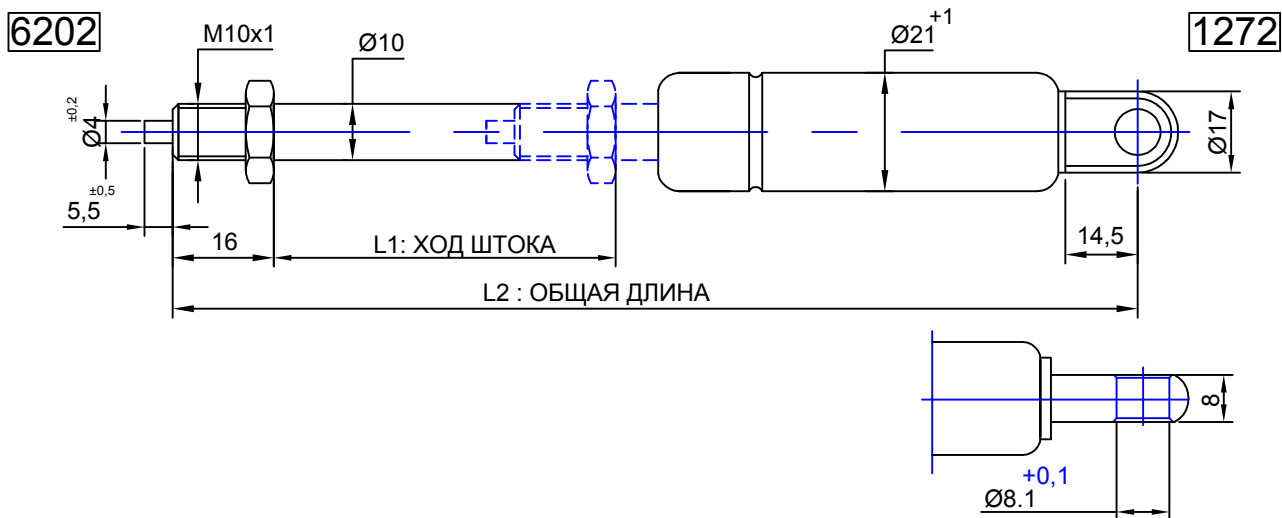 6202
1272
M10x1
Ø10
Ø21 +1
Ø4 ±0,2
Ø17
5,5 ±0,5
16
L1: ХОД ШТОКА
14,5
L2 : ОБЩАЯ ДЛИНА
8
+0,1
Ø8.1